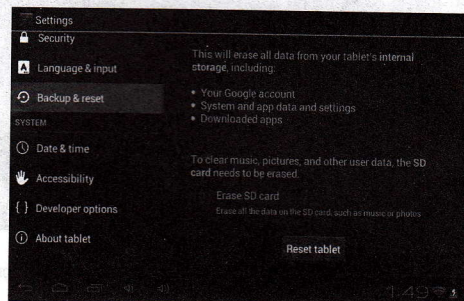 Settings
Security
Language & input
Backup & reset
SYSTEM
Date & time
Accessibility
{ } Developer options
About tablet
This will erase all data from your tablet's internal
storage, including:
• Your Google account
• System and app data and settings
• Downloaded apps
To clear music, pictures, and other user data, the SD
card needs to be erased.
Erase SD card
Erase all the data on the SD card, such as music or photos
Reset tablet
1:49